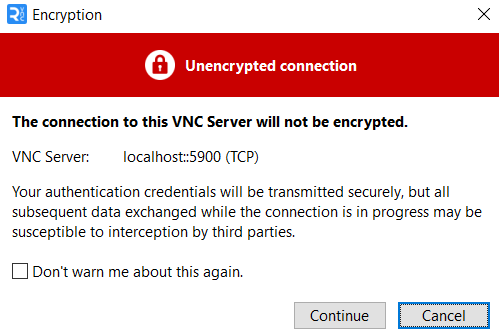 Encryption
Unencrypted connection
The connection to this VNC Server will not be encrypted.
VNC Server: localhost::5900 (TCP)
Your authentication credentials will be transmitted securely, but all
subsequent data exchanged while the connection is in progress may be
susceptible to interception by third parties.
Don't warn me about this again.
Continue Cancel